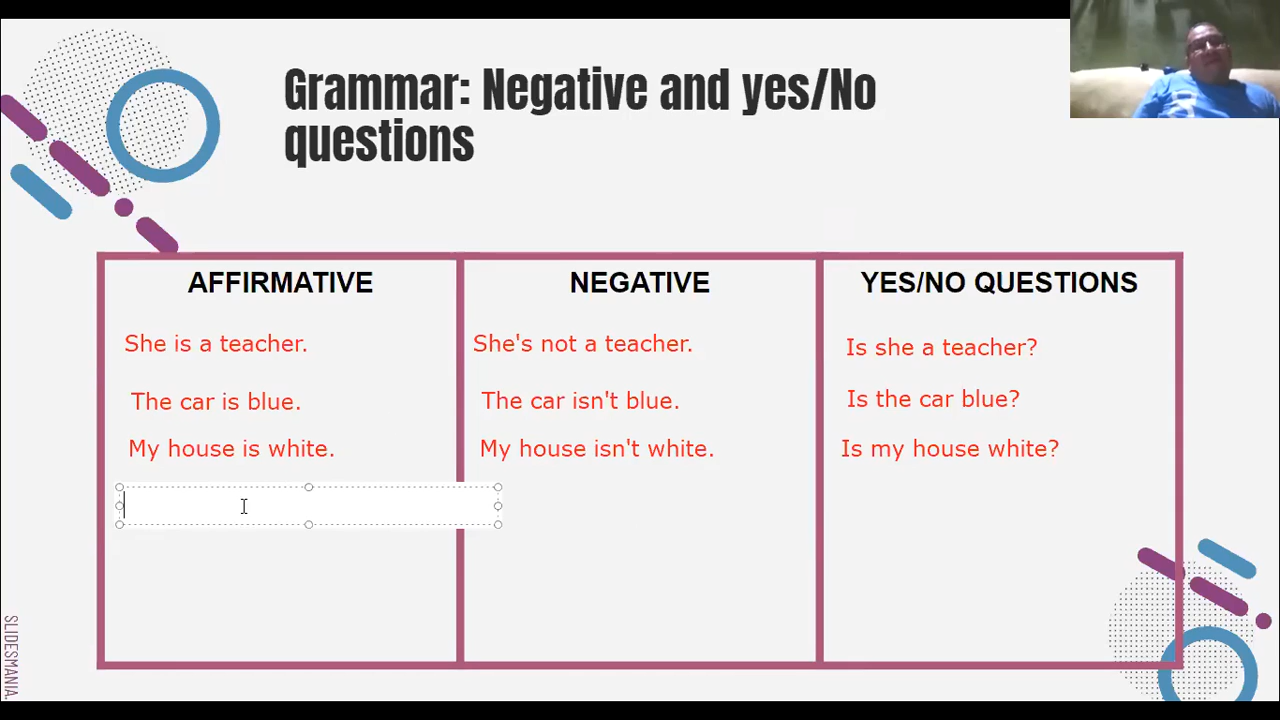 Grammar: Negative and yes/No
questions
AFFIRMATIVE
NEGATIVE
YES/NO QUESTIONS
She is a teacher.
She's not a teacher.
Is she a teacher?
The car is blue.
The car isn't blue.
Is the car blue?
My house is white.
My house isn't white.
Is my house white?
SLIDESMANIA.